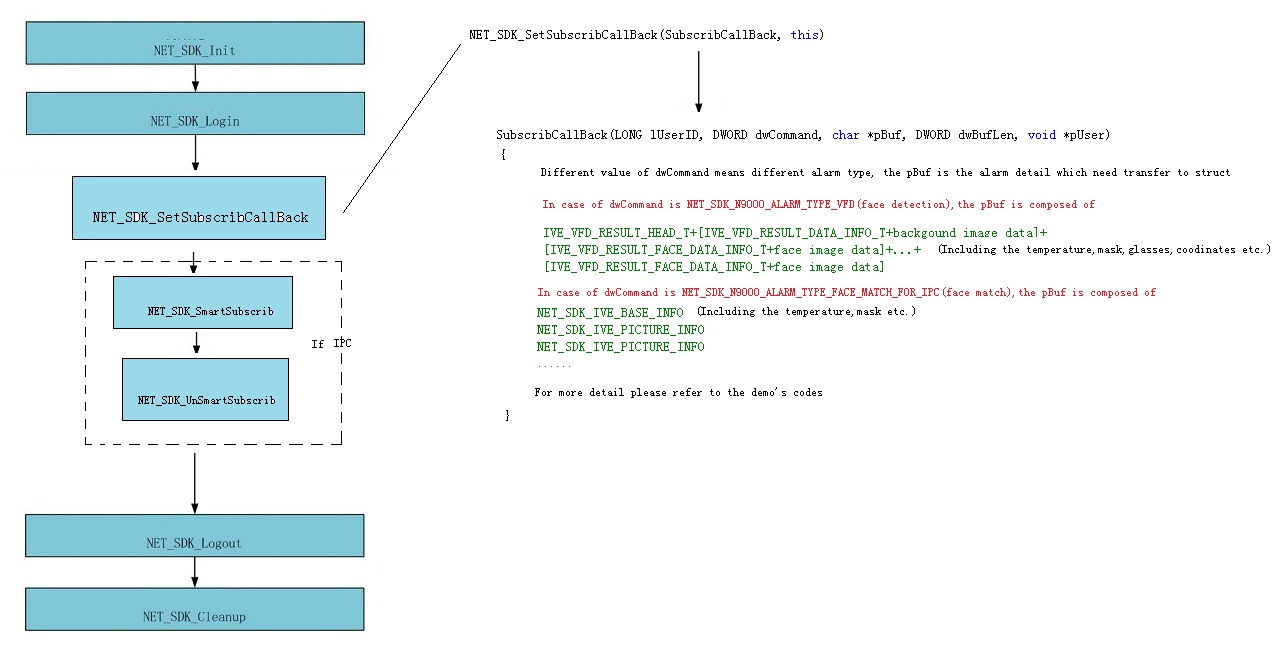 NET_SDK_Init
NET_SDK_Login
NET_SDK_SetSubscribCallBack
NET_SDK_SmartSubscrib
If IPC
NET_SDK_UnSmartSubscrib
NET_SDK_Logout
NET_SDK_Cleanup
NET_SDK_SetSubscribCallBack(SubscribCallBack, this)
SubscribCallBack(LONG lUserID, DWORD dwCommand, char *pBuf, DWORD dwBufLen, void *pUser)
{
Different value of dwCommand means different alarm type, the pBuf is the alarm detail which need transfer to struct
In case of dwCommand is NET_SDK_N9000_ALARM_TYPE_VFD(face detection),the pBuf is composed of
IVE_VFD_RESULT_HEAD_T+[IVE_VFD_RESULT_DATA_INFO_T+backgound image data]+
[IVE_VFD_RESULT_FACE_DATA_INFO_T+face image data]+...+ (Including the temperature,mask,glasses,coodinates etc.)
[IVE_VFD_RESULT_FACE_DATA_INFO_T+face image data]
In case of dwCommand is NET_SDK_N9000_ALARM_TYPE_FACE_MATCH_FOR_IPC(face match),the pBuf is composed of
NET_SDK_IVE_BASE_INFO (Including the temperature,mask etc.)
NET_SDK_IVE_PICTURE_INFO
NET_SDK_IVE_PICTURE_INFO
......
For more detail please refer to the demo's codes
}